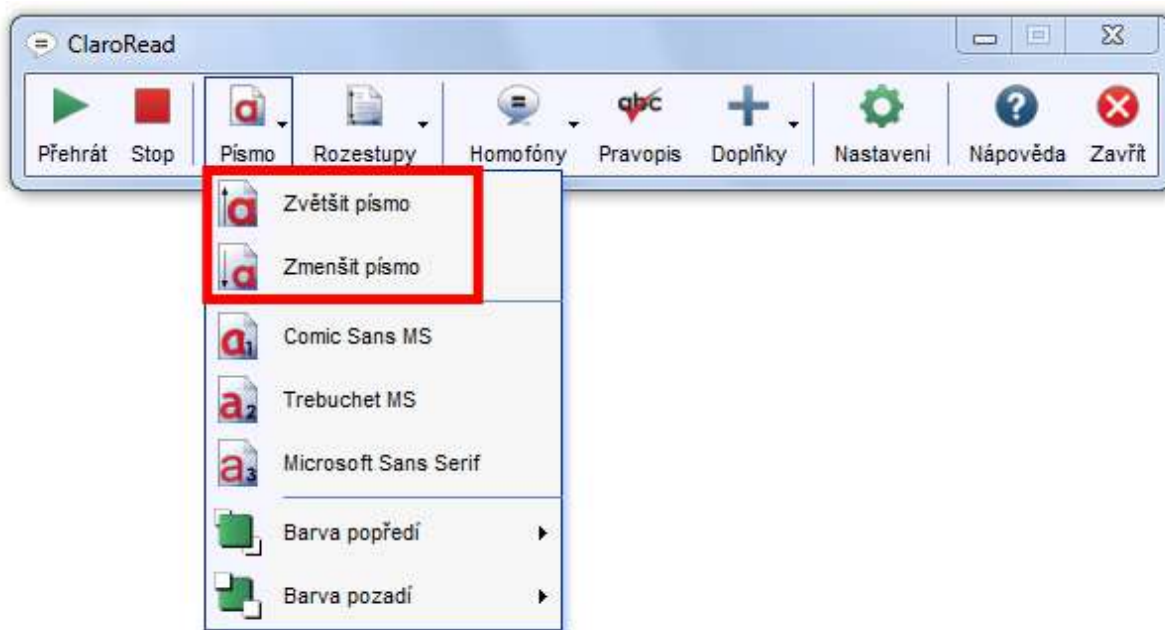 ClaroRead
Přehrát Stop Písmo Rozestupy Homofóny Pravopis Doplňky Nastaveni Nápověda Zavřít
Zvětšit písmo
Zmenšit písmo
Comic Sans MS
Trebuchet MS
Microsoft Sans Serif
Barva popředí
Barva pozadí